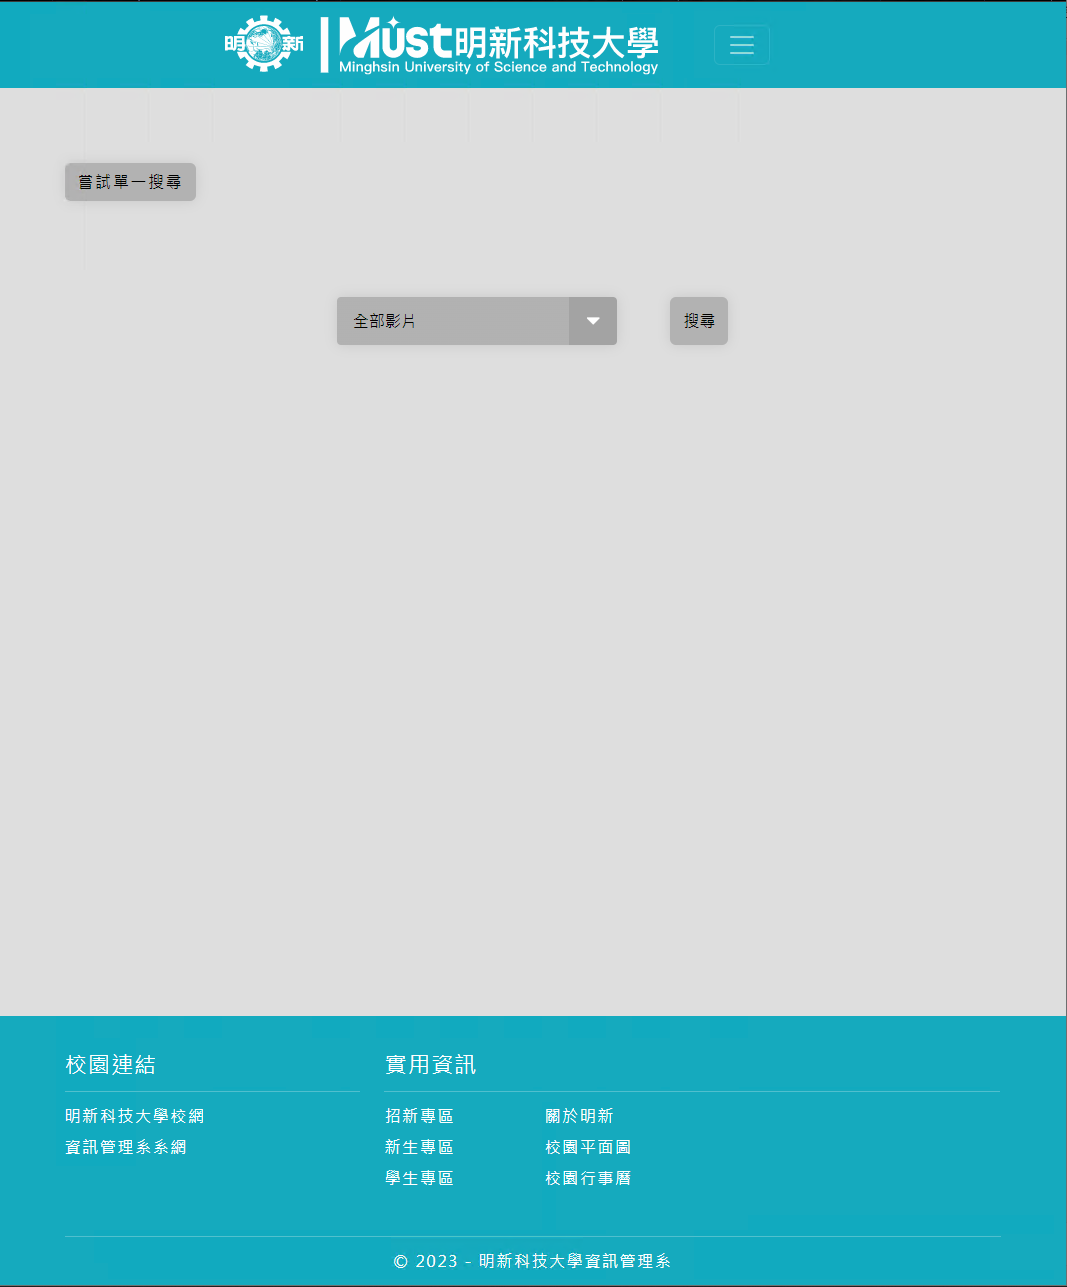 明 新 Must明新科技大學
Minghsin University of Science and Technology
嘗試單一搜尋
全部影片 搜尋
校園連結 實用資訊
明新科技大學校網 招新專區 關於明新
資訊管理系系網 新生專區 校園平面圖
學生專區 校園行事曆
© 2023 - 明新科技大學資訊管理系